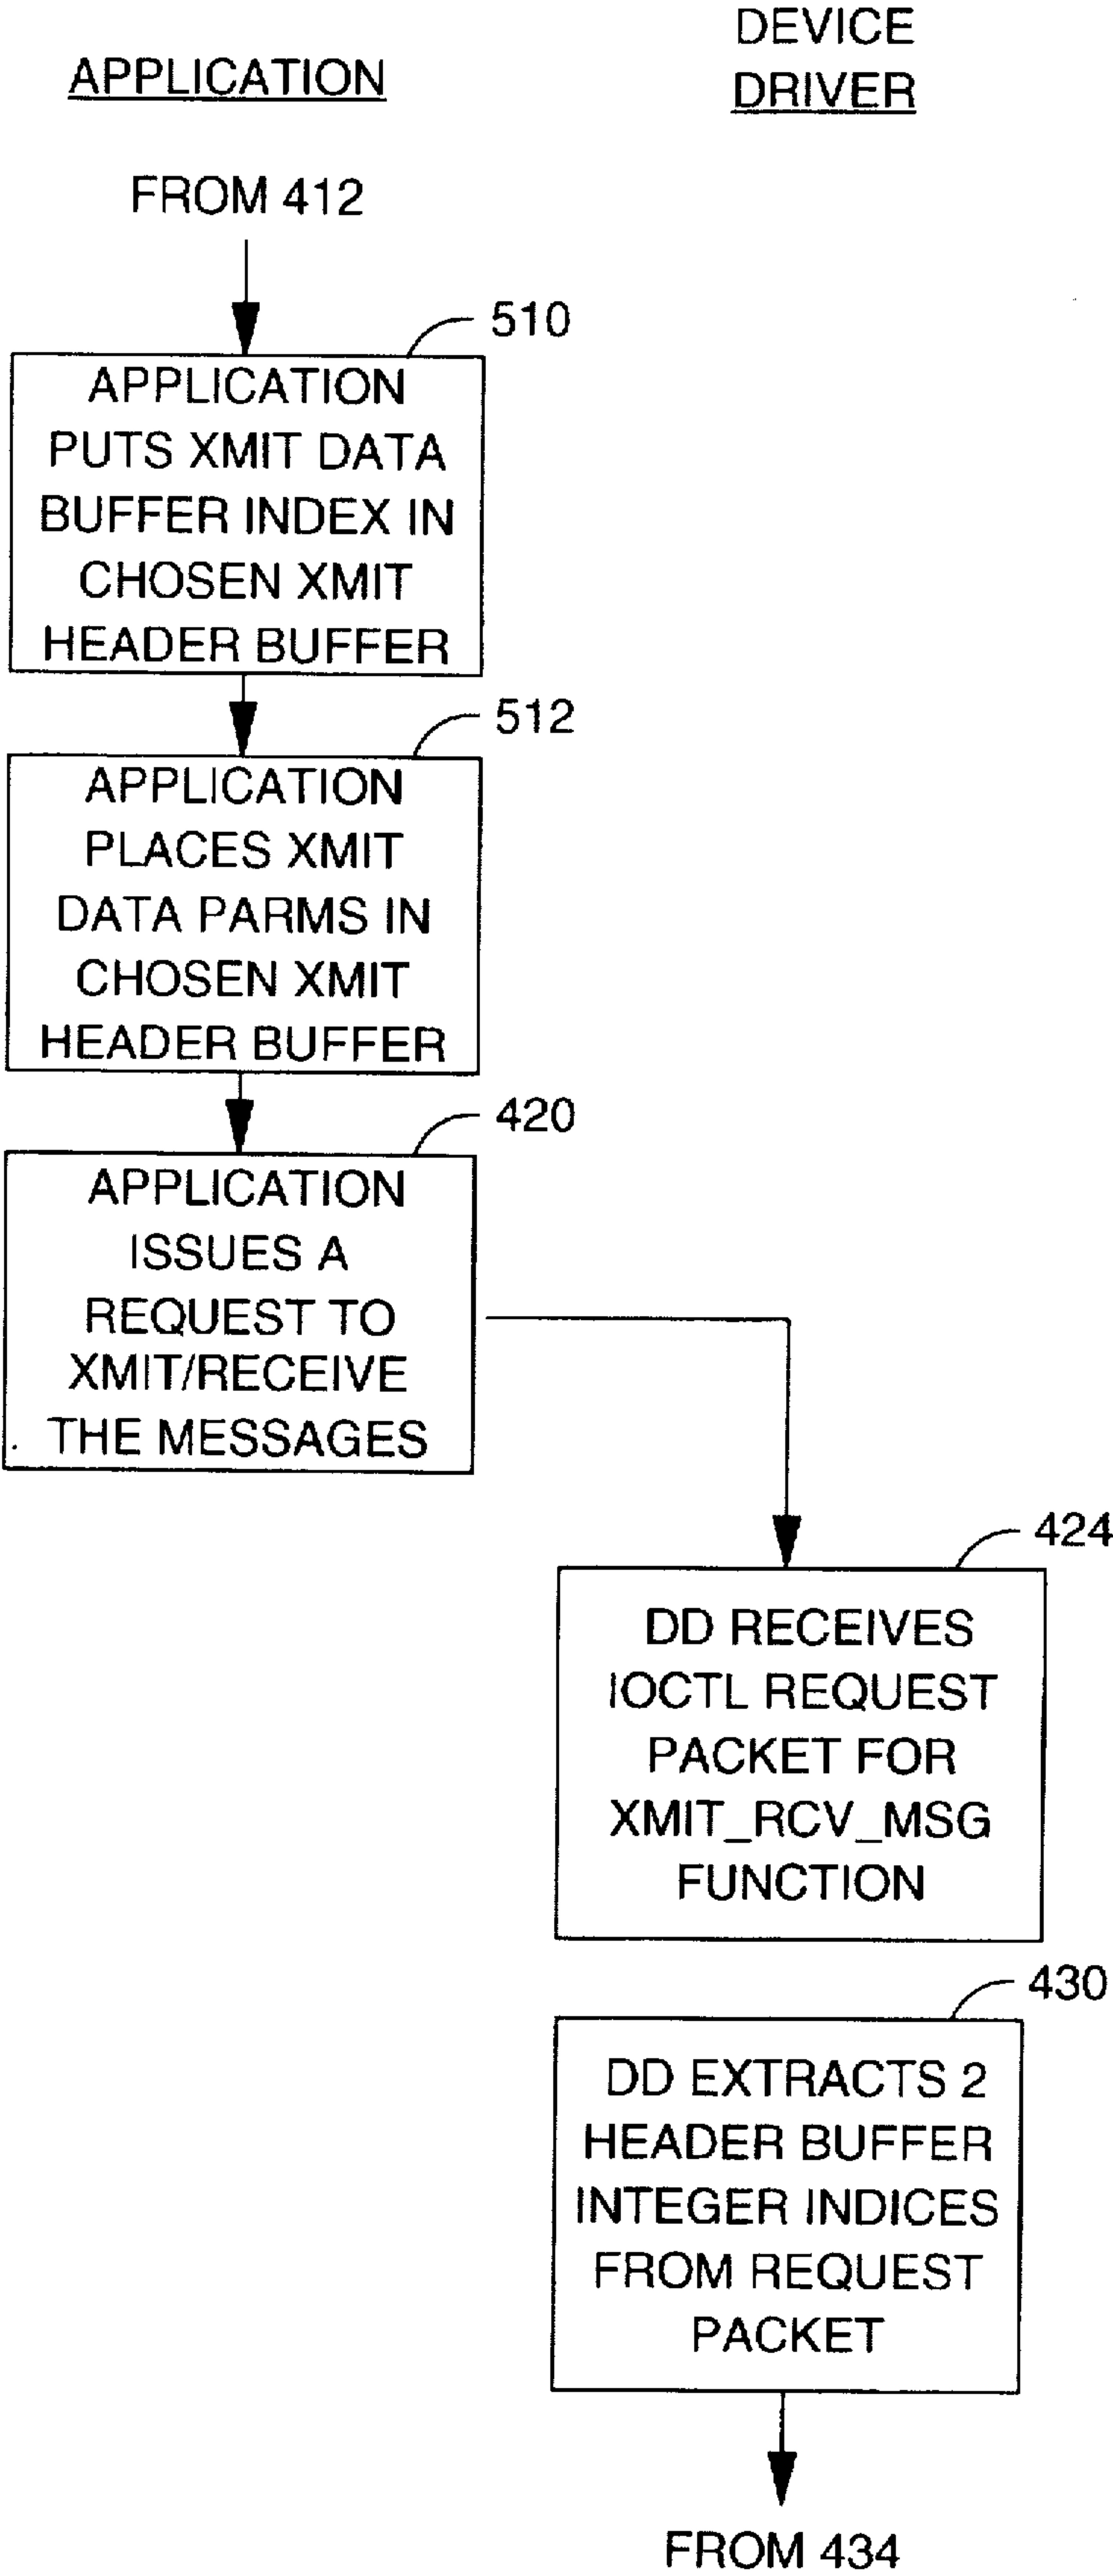 APPLICATION
DEVICE
DRIVER
FROM 412
510
APPLICATION
PUTS XMIT DATA
BUFFER INDEX IN
CHOSEN XMIT
HEADER BUFFER
512
APPLICATION
PLACES XMIT
DATA PARMS IN
CHOSEN XMIT
HEADER BUFFER
420
APPLICATION
ISSUES A
REQUEST TO
XMIT/RECEIVE
THE MESSAGES
424
DD RECEIVES
IOCTL REQUEST
PACKET FOR
XMIT_RCV_MSG
FUNCTION
430
DD EXTRACTS 2
HEADER BUFFER
INTEGER INDICES
FROM REQUEST
PACKET
FROM 434